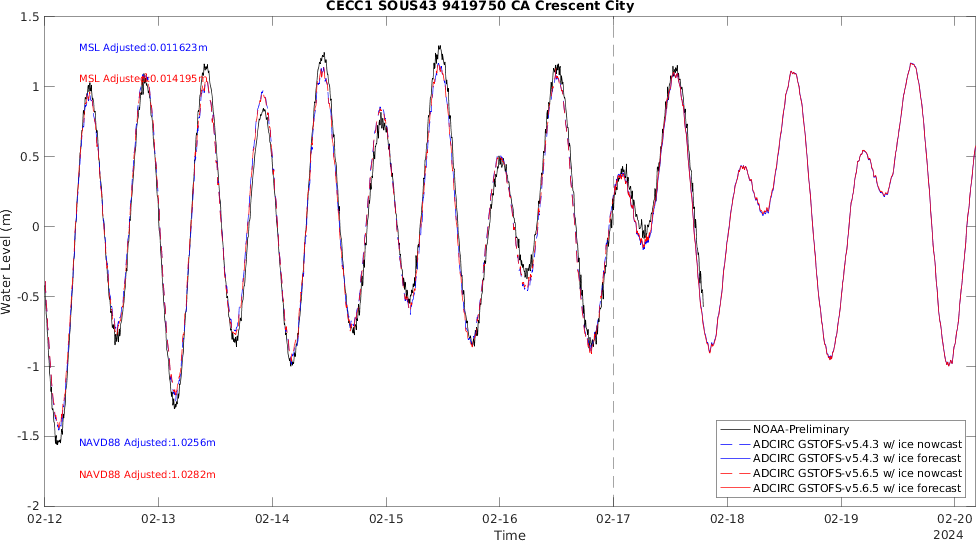 CECC1 SOUS43 9419750 CA Crescent City
1.5
MSL Adjusted:0.011623m
MSL Adjusted:0.014195m
1
0.5
0
-0.5
-1
-1.5
-2
Water Level (m)
NAVD88 Adjusted:1.0256m
NAVD88 Adjusted:1.0282m
NOAA-Preliminary
ADCIRC GSTOFS-v5.4.3 w/ ice nowcast
ADCIRC GSTOFS-v5.4.3 w/ ice forecast
ADCIRC GSTOFS-v5.6.5 w/ ice nowcast
ADCIRC GSTOFS-v5.6.5 w/ ice forecast
02-12 02-13 02-14 02-15 02-16 02-17 02-18 02-19 02-20
Time
2024